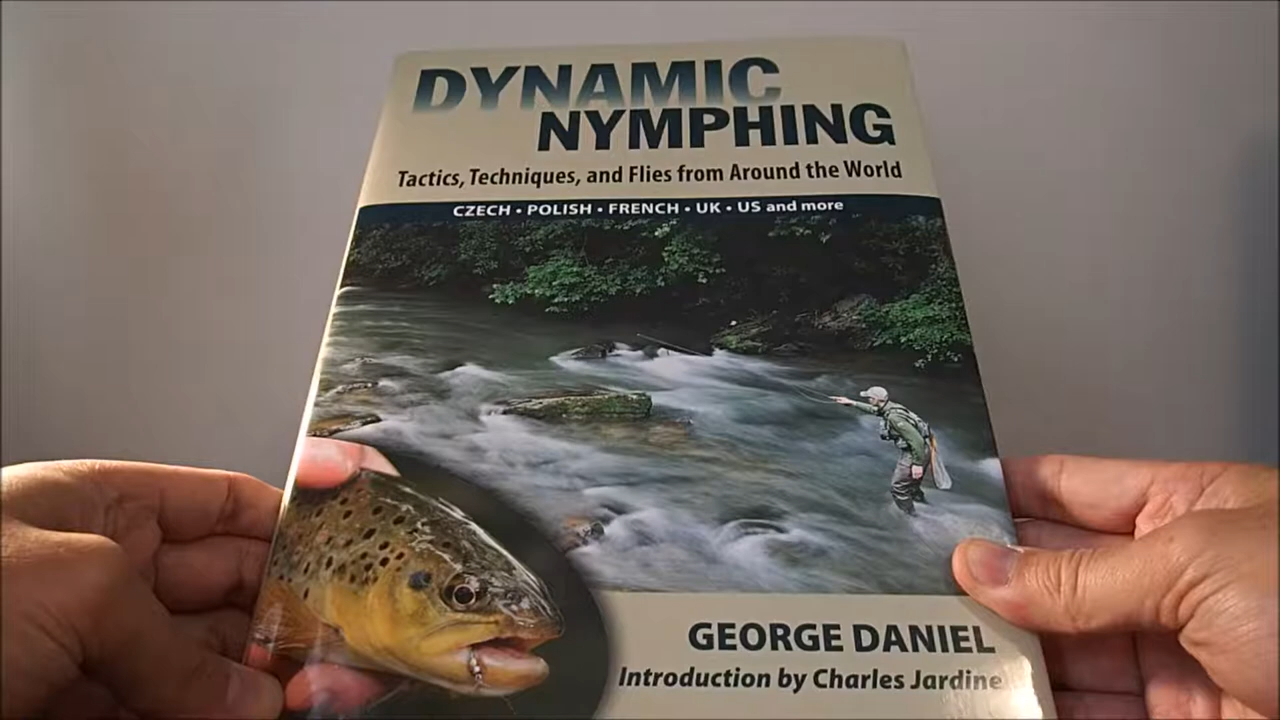 DYNAMIC
NYMPHING
Tactics, Techniques, and Flies from Around the World
CZECH • POLISH • FRENCH • UK • US and more
GEORGE DANIEL
Introduction by Charles Jardine